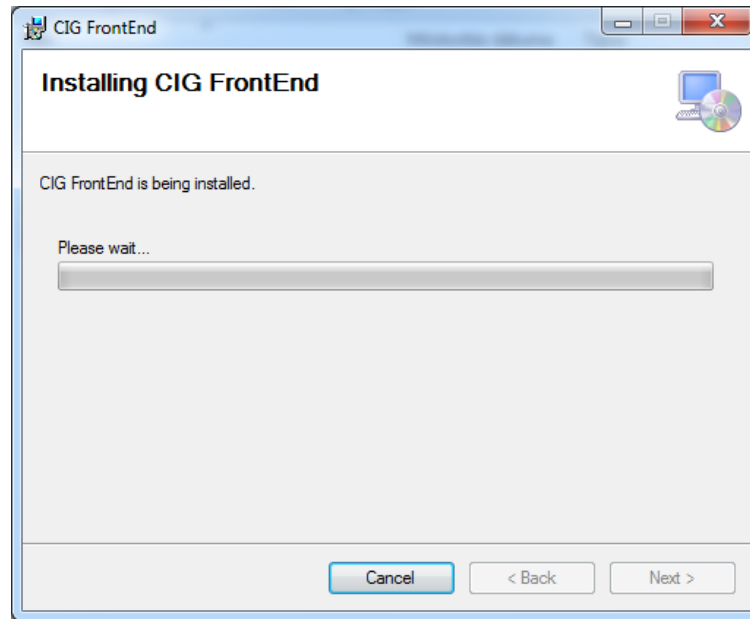 CIG FrontEnd
Installing CIG FrontEnd
CIG FrontEnd is being installed.
Please wait...
Cancel
< Back
Next >